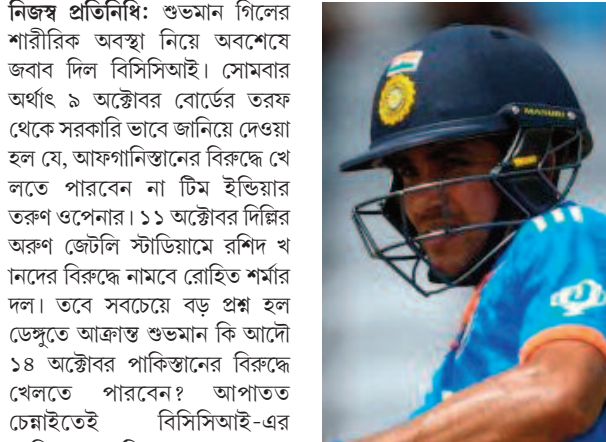 নিজস্ব প্রতিনিধি: শুভমান গিলের
শারীরিক অবস্থা নিয়ে অবশেষে
জবাব দিল বিসিসিআই। সোমবার
অর্থাৎ ৯ অক্টোবর বোর্ডের তরফ
থেকে সরকারি ভাবে জানিয়ে দেওয়া
হল যে, আফগানিস্তানের বিরুদ্ধে খে
লতে পারবেন না টিম ইন্ডিয়ার
তরুণ ওপেনার। ১১ অক্টোবর দিল্লির
অরুণ জেটলি স্টাডিয়ামে রশিদ খ
ানদের বিরুদ্ধে নামবে রোহিত শর্মার
দল। তবে সবচেয়ে বড় প্রশ্ন হল
ডেঙ্গুতে আক্রান্ত শুভমান কি আদৌ
১৪ অক্টোবর পাকিস্তানের বিরুদ্ধে
খেলতে পারবেন? আপাতত
চেন্নাইতেই বিসিসিআই-এর